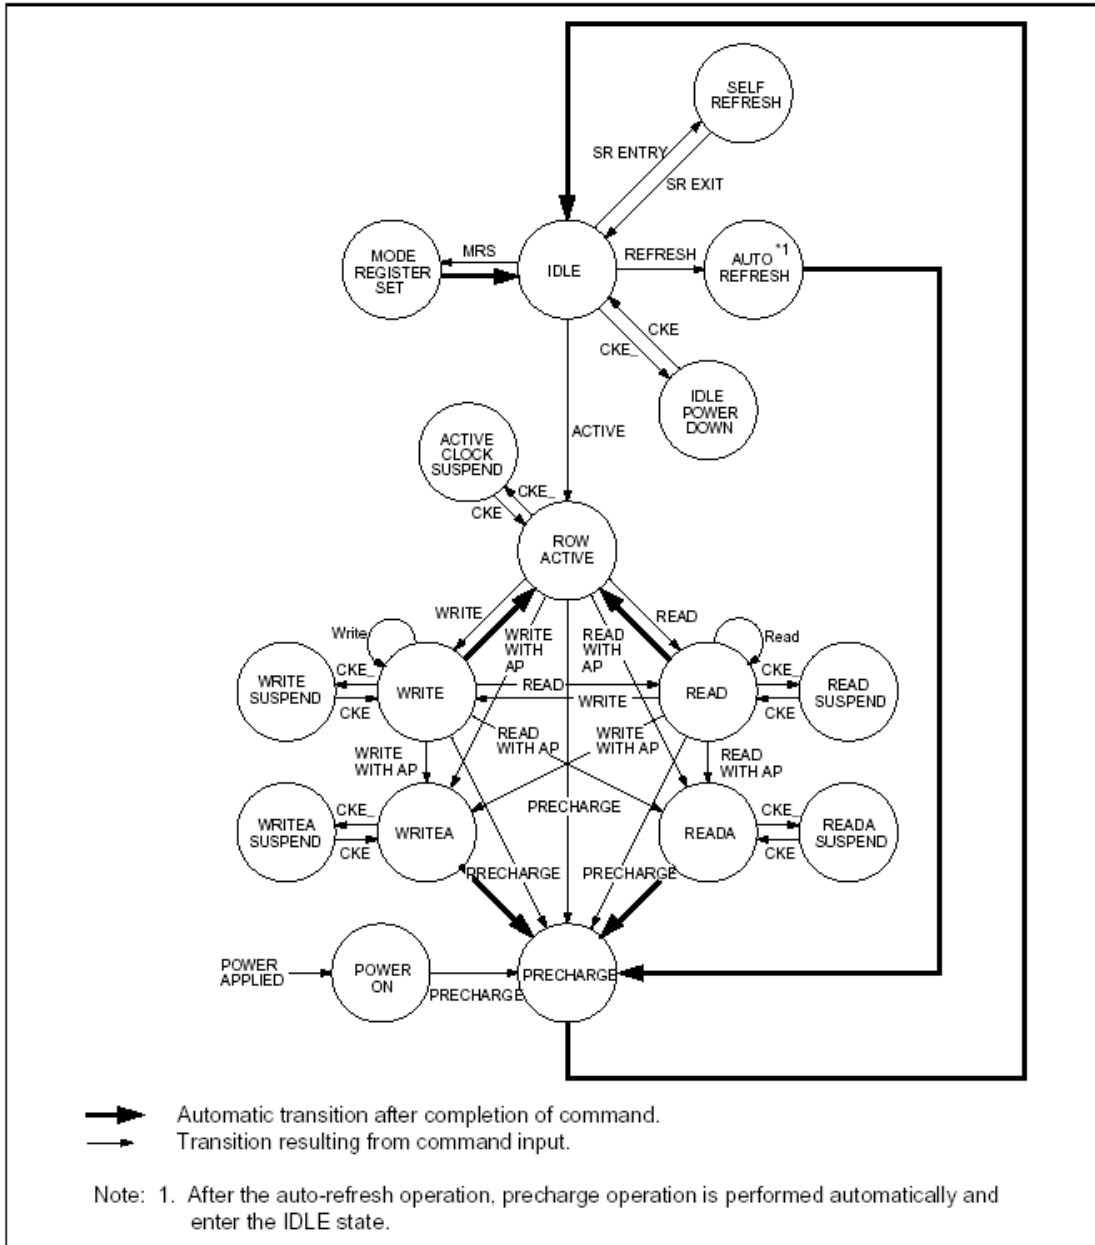 SELF
REFRESH
SR ENTRY
SR EXIT
MODE
REGISTER
SET
MRS
IDLE
REFRESH
AUTO *1
REFRESH
CKE
CKE_
IDLE
POWER
DOWN
ACTIVE
ACTIVE
CLOCK
SUSPEND
CKE_
CKE
ROW
ACTIVE
WRITE
WRITE
WITH
AP
READ
WITH
AP
READ
Write
Read
WRITE
SUSPEND
CKE_
CKE
WRITE
READ
WRITE
READ
CKE_
CKE
READ
SUSPEND
WRITE
WITH AP
READ
WITH AP
WRITE
WITH AP
READ
WITH AP
WRITEA
SUSPEND
CKE_
CKE
WRITEA
PRECHARGE
READA
CKE_
CKE
READA
SUSPEND
PRECHARGE
PRECHARGE
POWER
APPLIED
POWER
ON
PRECHARGE
PRECHARGE
Automatic transition after completion of command.
Transition resulting from command input.
Note: 1. After the auto-refresh operation, precharge operation is performed automatically and
enter the IDLE state.